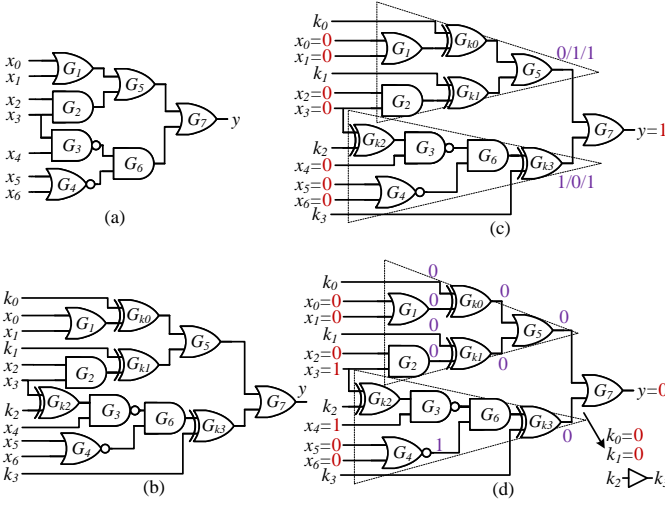 x0
x1
x2
x3
x4
x5
x6
G1
G2
G3
G4
G5
G6
G7
y
(a)
k0
x0
x1
k1
x2
x3
k2
x4
x5
x6
k3
G1
Gk0
G2
Gk1
G5
Gk2
G3
G4
G6
Gk3
G7
y
(b)
k0
x0=0
x1=0
k1
x2=0
x3=0
k2
x4=0
x5=0
x6=0
k3
G1
Gk0
G2
Gk1
G5
0/1/1
Gk2
G3
G4
G6
Gk3
1/0/1
G7
y=1
(c)
k0
x0=0
x1=0
k1
x2=0
x3=1
k2
x4=1
x5=0
x6=0
k3
0
0
G1
Gk0
0
0
0
G2
Gk1
0
G5
0
Gk2
G3
G4
1
G6
Gk3
0
G7
y=0
k0=0
k1=0
k2 k3
(d)